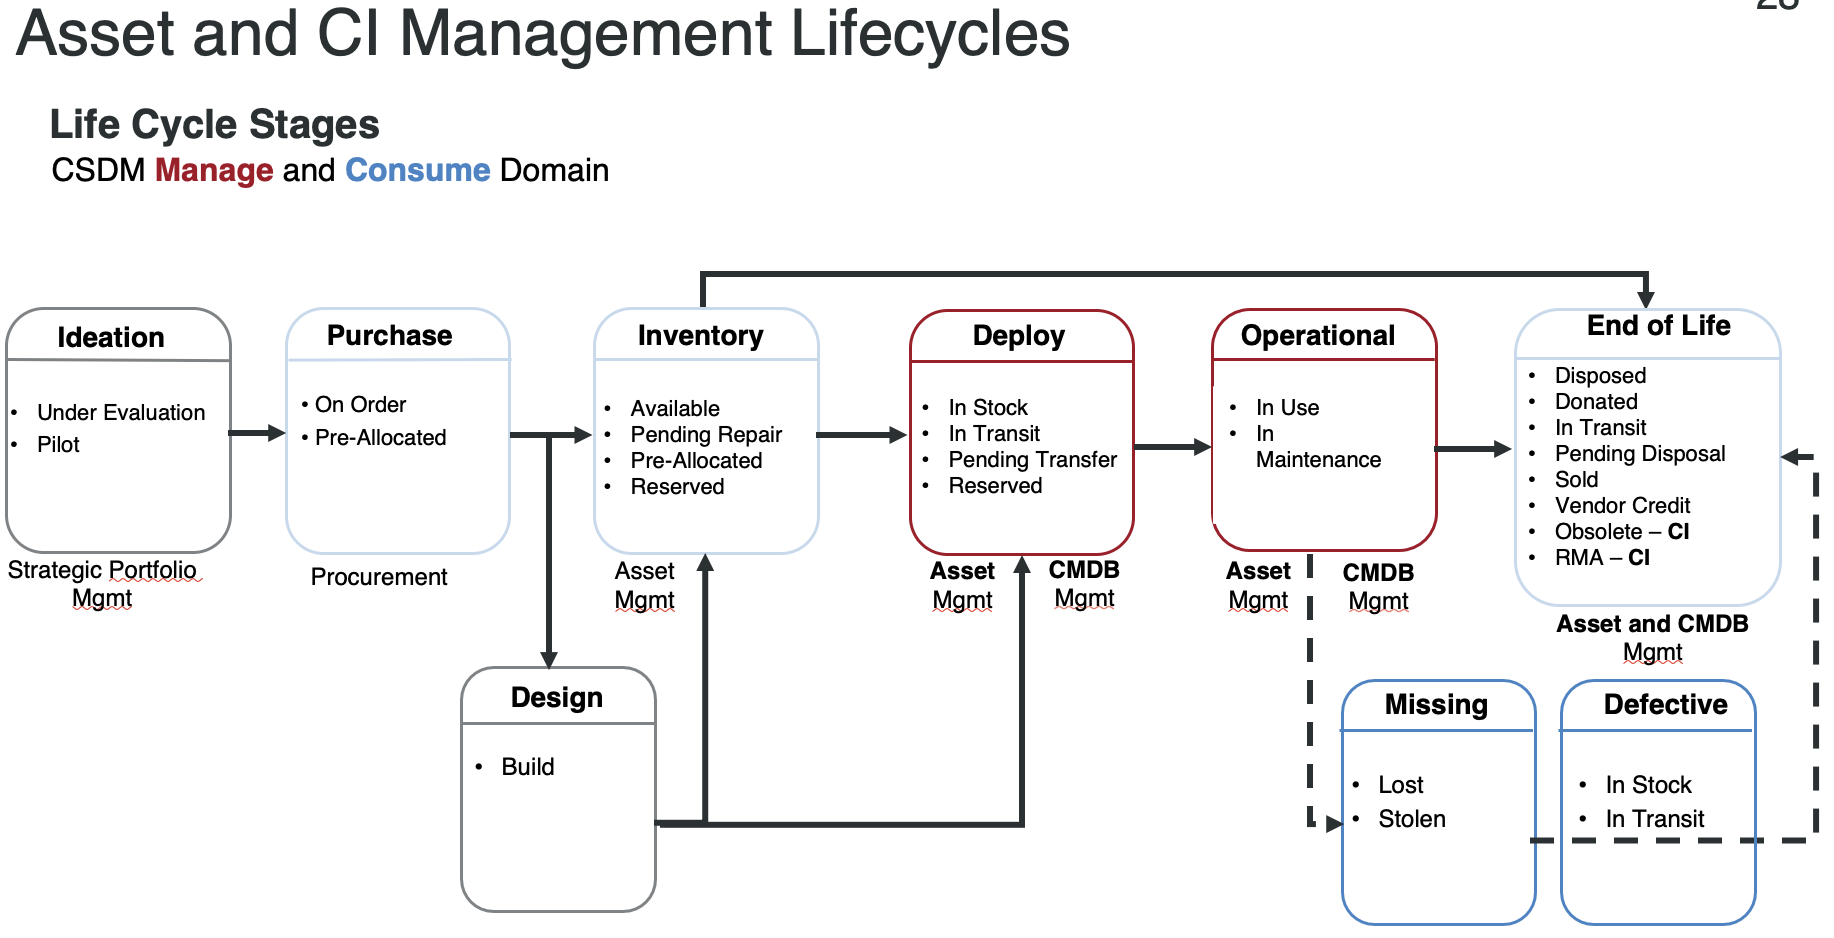 Asset and CI Management Lifecycles
Life Cycle Stages
CSDM Manage and Consume Domain
Ideation
• Under Evaluation
• Pilot
Strategic Portfolio
Mgmt
Purchase
• On Order
• Pre-Allocated
Procurement
Inventory
• Available
• Pending Repair
• Pre-Allocated
• Reserved
Asset
Mgmt
Deploy
• In Stock
• In Transit
• Pending Transfer
• Reserved
Asset
Mgmt
CMDB
Mgmt
Operational
• In Use
• In
Maintenance
Asset
Mgmt
CMDB
Mgmt
End of Life
• Disposed
• Donated
• In Transit
• Pending Disposal
• Sold
• Vendor Credit
• Obsolete – CI
• RMA – CI
Asset and CMDB
Mgmt
Design
• Build
Missing
• Lost
• Stolen
Defective
• In Stock
• In Transit